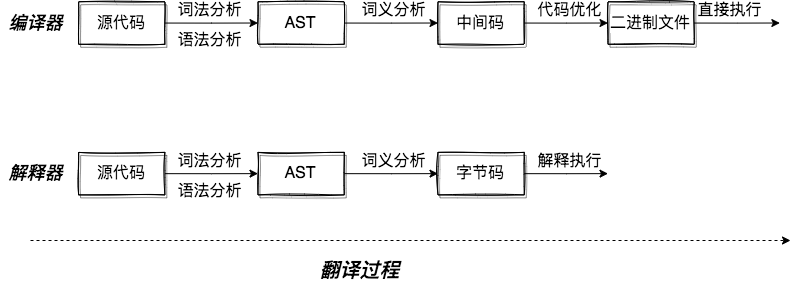 编译器
源代码
词法分析
语法分析
AST
词义分析
中间码
代码优化
二进制文件
直接执行
解释器
源代码
词法分析
语法分析
AST
词义分析
字节码
解释执行
翻译过程